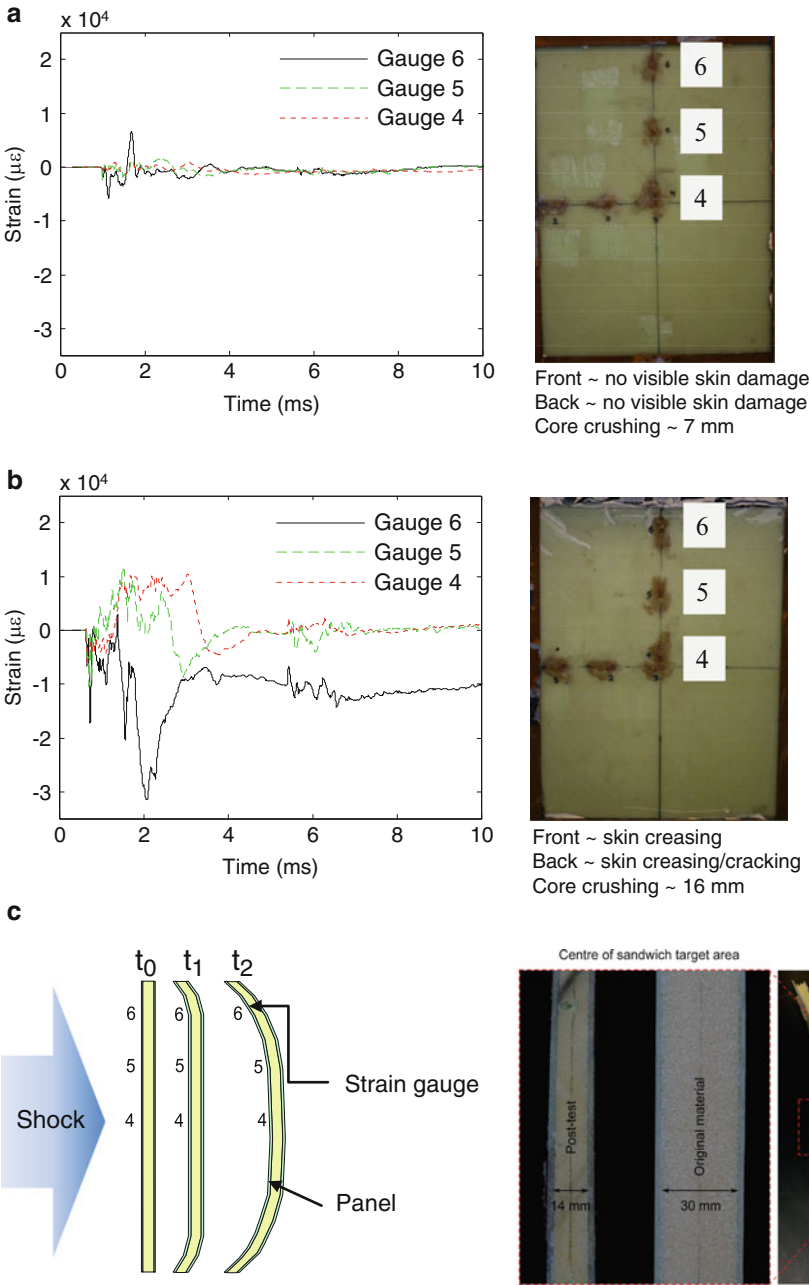 a
x 10⁴
2
1
0
-1
-2
-3
Strain (με)
0
2
4
6
8
10
Time (ms)
Gauge 6
Gauge 5
Gauge 4
6
5
4
Front ~ no visible skin damage
Back ~ no visible skin damage
Core crushing ~ 7 mm
b
x 10⁴
2
1
0
-1
-2
-3
Strain (με)
0
2
4
6
8
10
Time (ms)
Gauge 6
Gauge 5
Gauge 4
6
5
4
Front ~ skin creasing
Back ~ skin creasing/cracking
Core crushing ~ 16 mm
c
t₀
t₁
t₂
6
5
4
6
5
4
6
5
4
Shock
Strain gauge
Panel
Centre of sandwich target area
Post-test
14 mm
Original material
30 mm